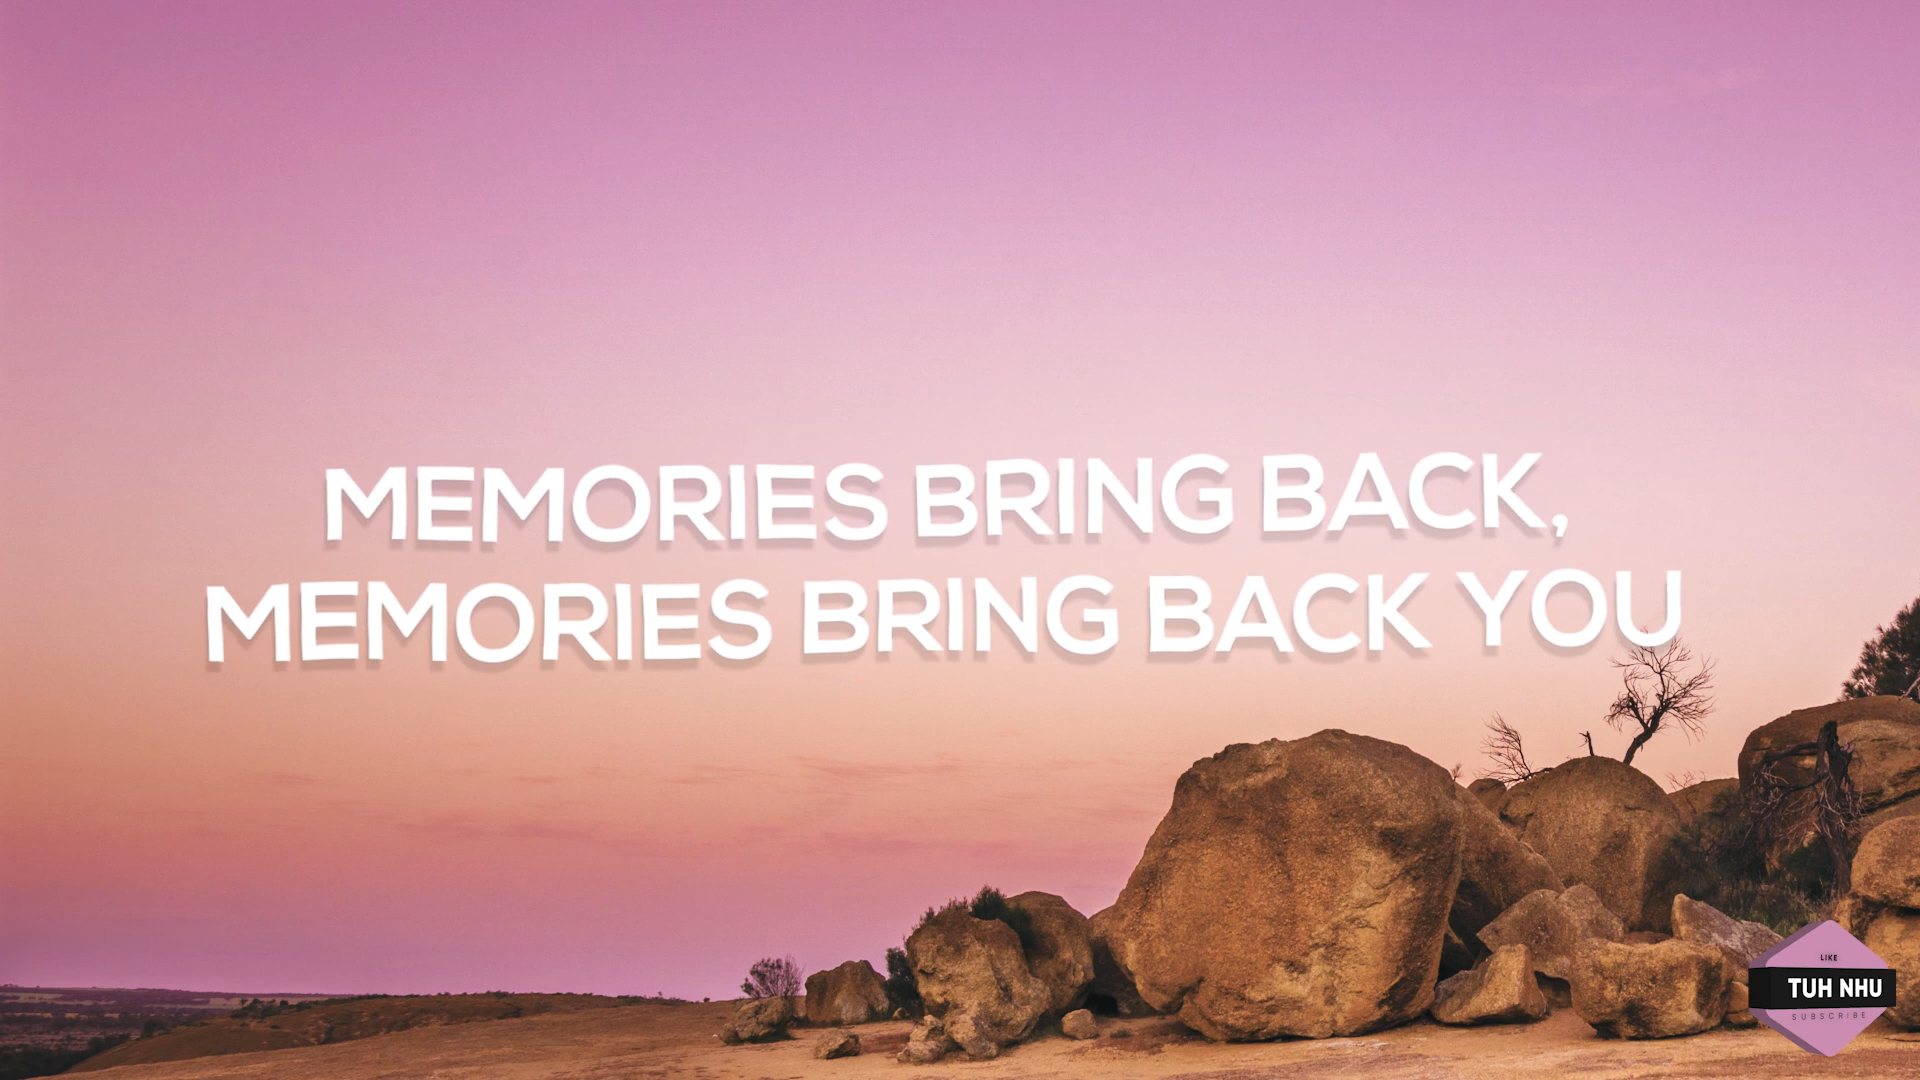 MEMORIES BRING BACK,
MEMORIES BRING BACK YOU
LIKE
TUH NHU
SUBSCRIBE